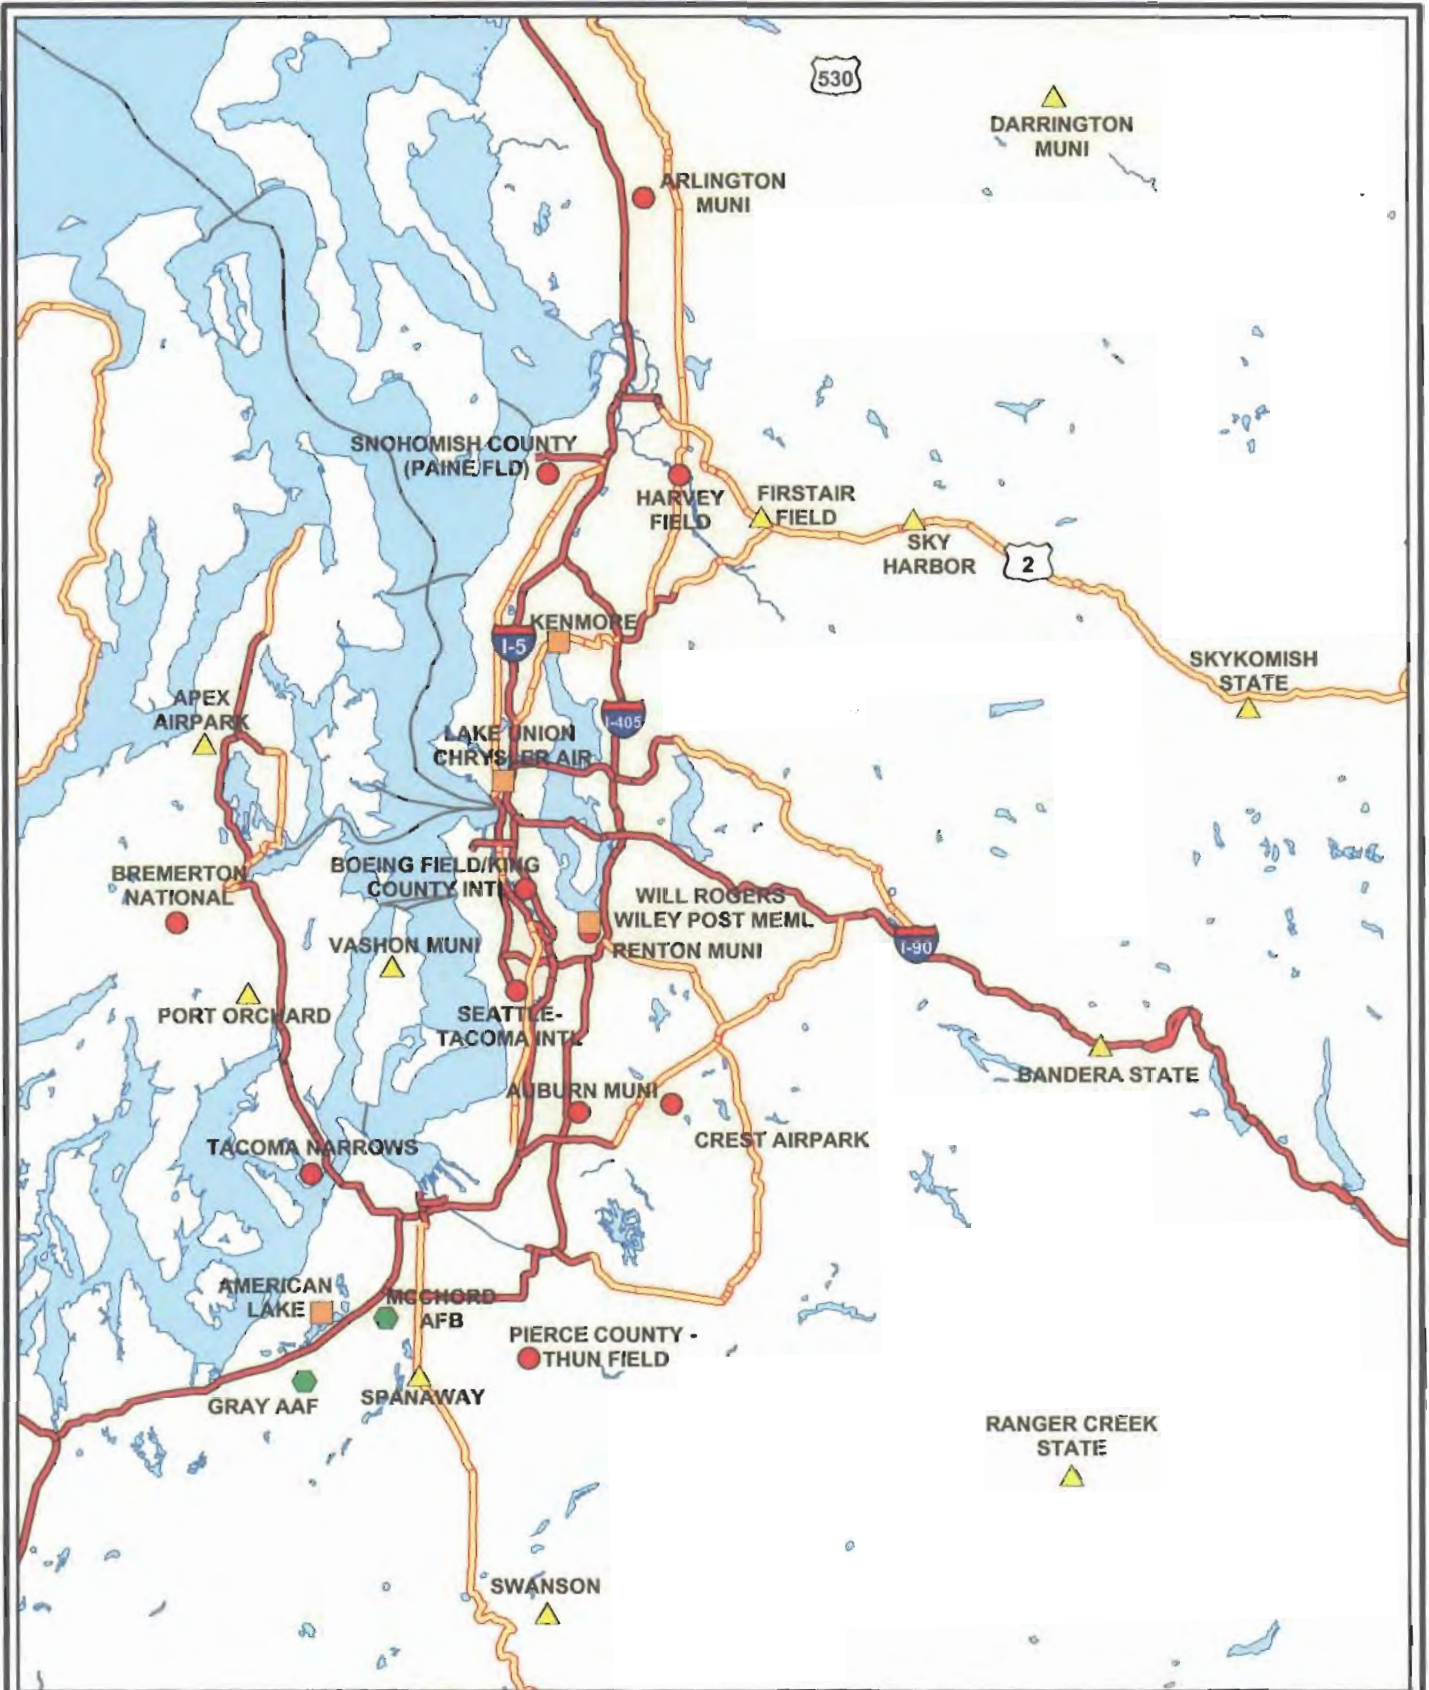 530
DARRINGTON
MUNI
ARLINGTON
MUNI
SNOHOMISH COUNTY
(PAINE FLD)
HARVEY
FIELD
FIRSTAIR
FIELD
SKY
HARBOR
2
KENMORE
I-5
SKYKOMISH
STATE
APEX
AIRPARK
I-405
LAKE UNION
CHRYSLER AIR
BREMERTON
NATIONAL
BOEING FIELD/KING
COUNTY INTL
WILL ROGERS
WILEY POST MEML
RENTON MUNI
I-90
VASHON MUNI
PORT ORCHARD
SEATTLE-
TACOMA INTL
BANDERA STATE
AUBURN MUNI
CREST AIRPARK
TACOMA NARROWS
AMERICAN
LAKE
MCCHORD
AFB
PIERCE COUNTY -
THUN FIELD
GRAY AAF
SPANAWAY
RANGER CREEK
STATE
SWANSON